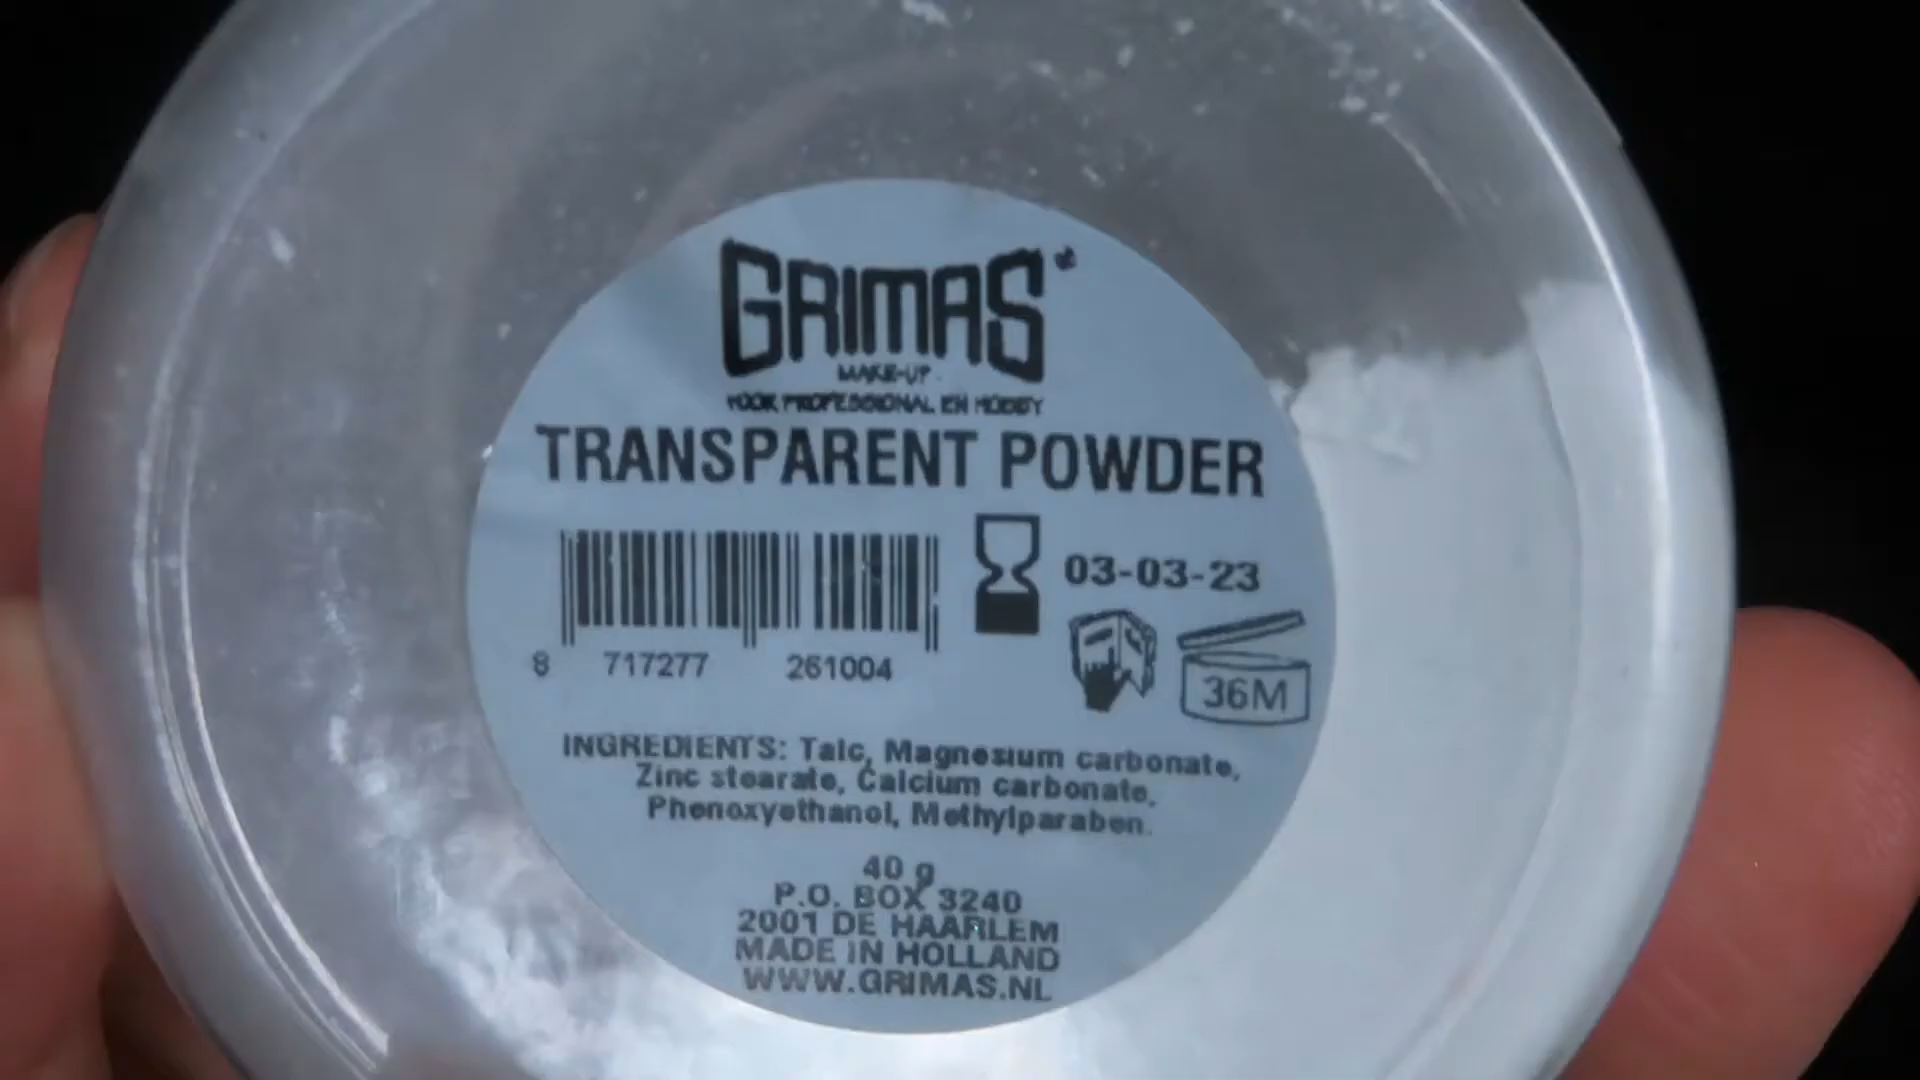 GRIMAS
MAKE-UP
VOOR PROFESSIONAL EN HOBBY
TRANSPARENT POWDER
03-03-23
8 717277 261004
36M
INGREDIENTS: Talc, Magnesium carbonate,
Zinc stearate, Calcium carbonate,
Phenoxyethanol, Methylparaben.
40 g
P.O. BOX 3240
2001 DE HAARLEM
MADE IN HOLLAND
WWW.GRIMAS.NL